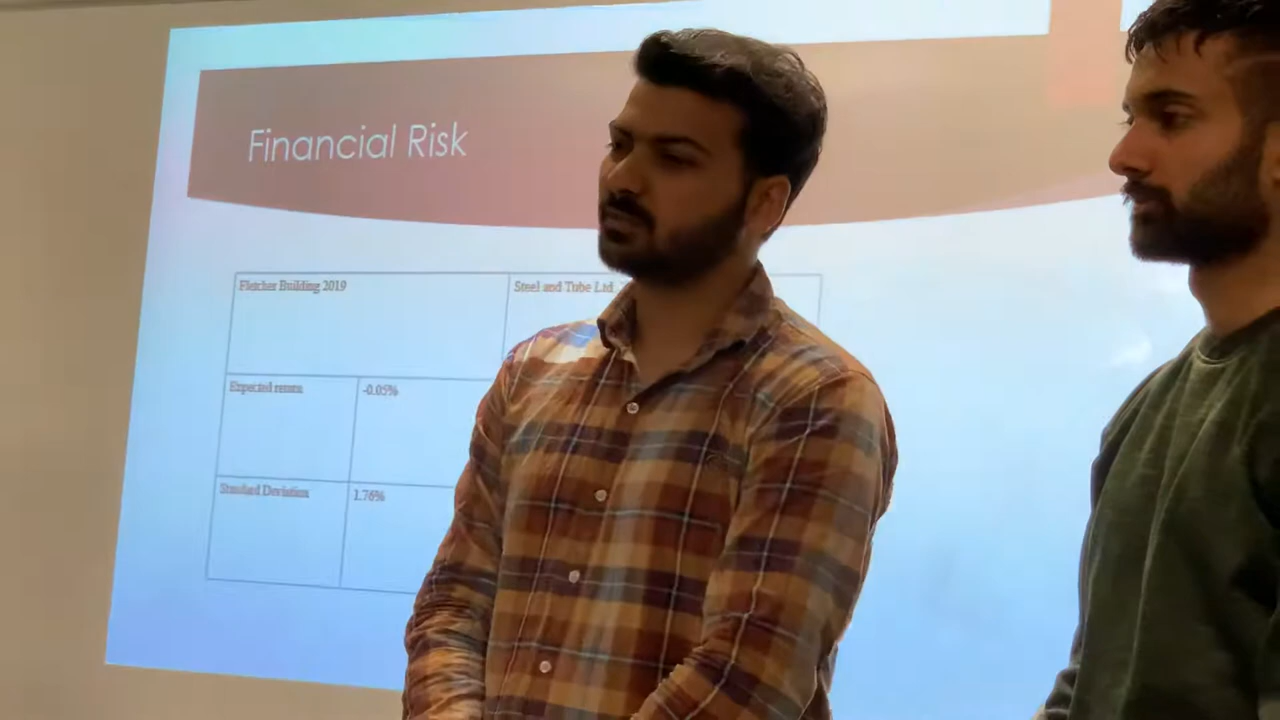 Financial Risk
Fletcher Building 2019
Steel and Tube Ltd.
Expected return
-0.05%
Standard Deviation
1.76%